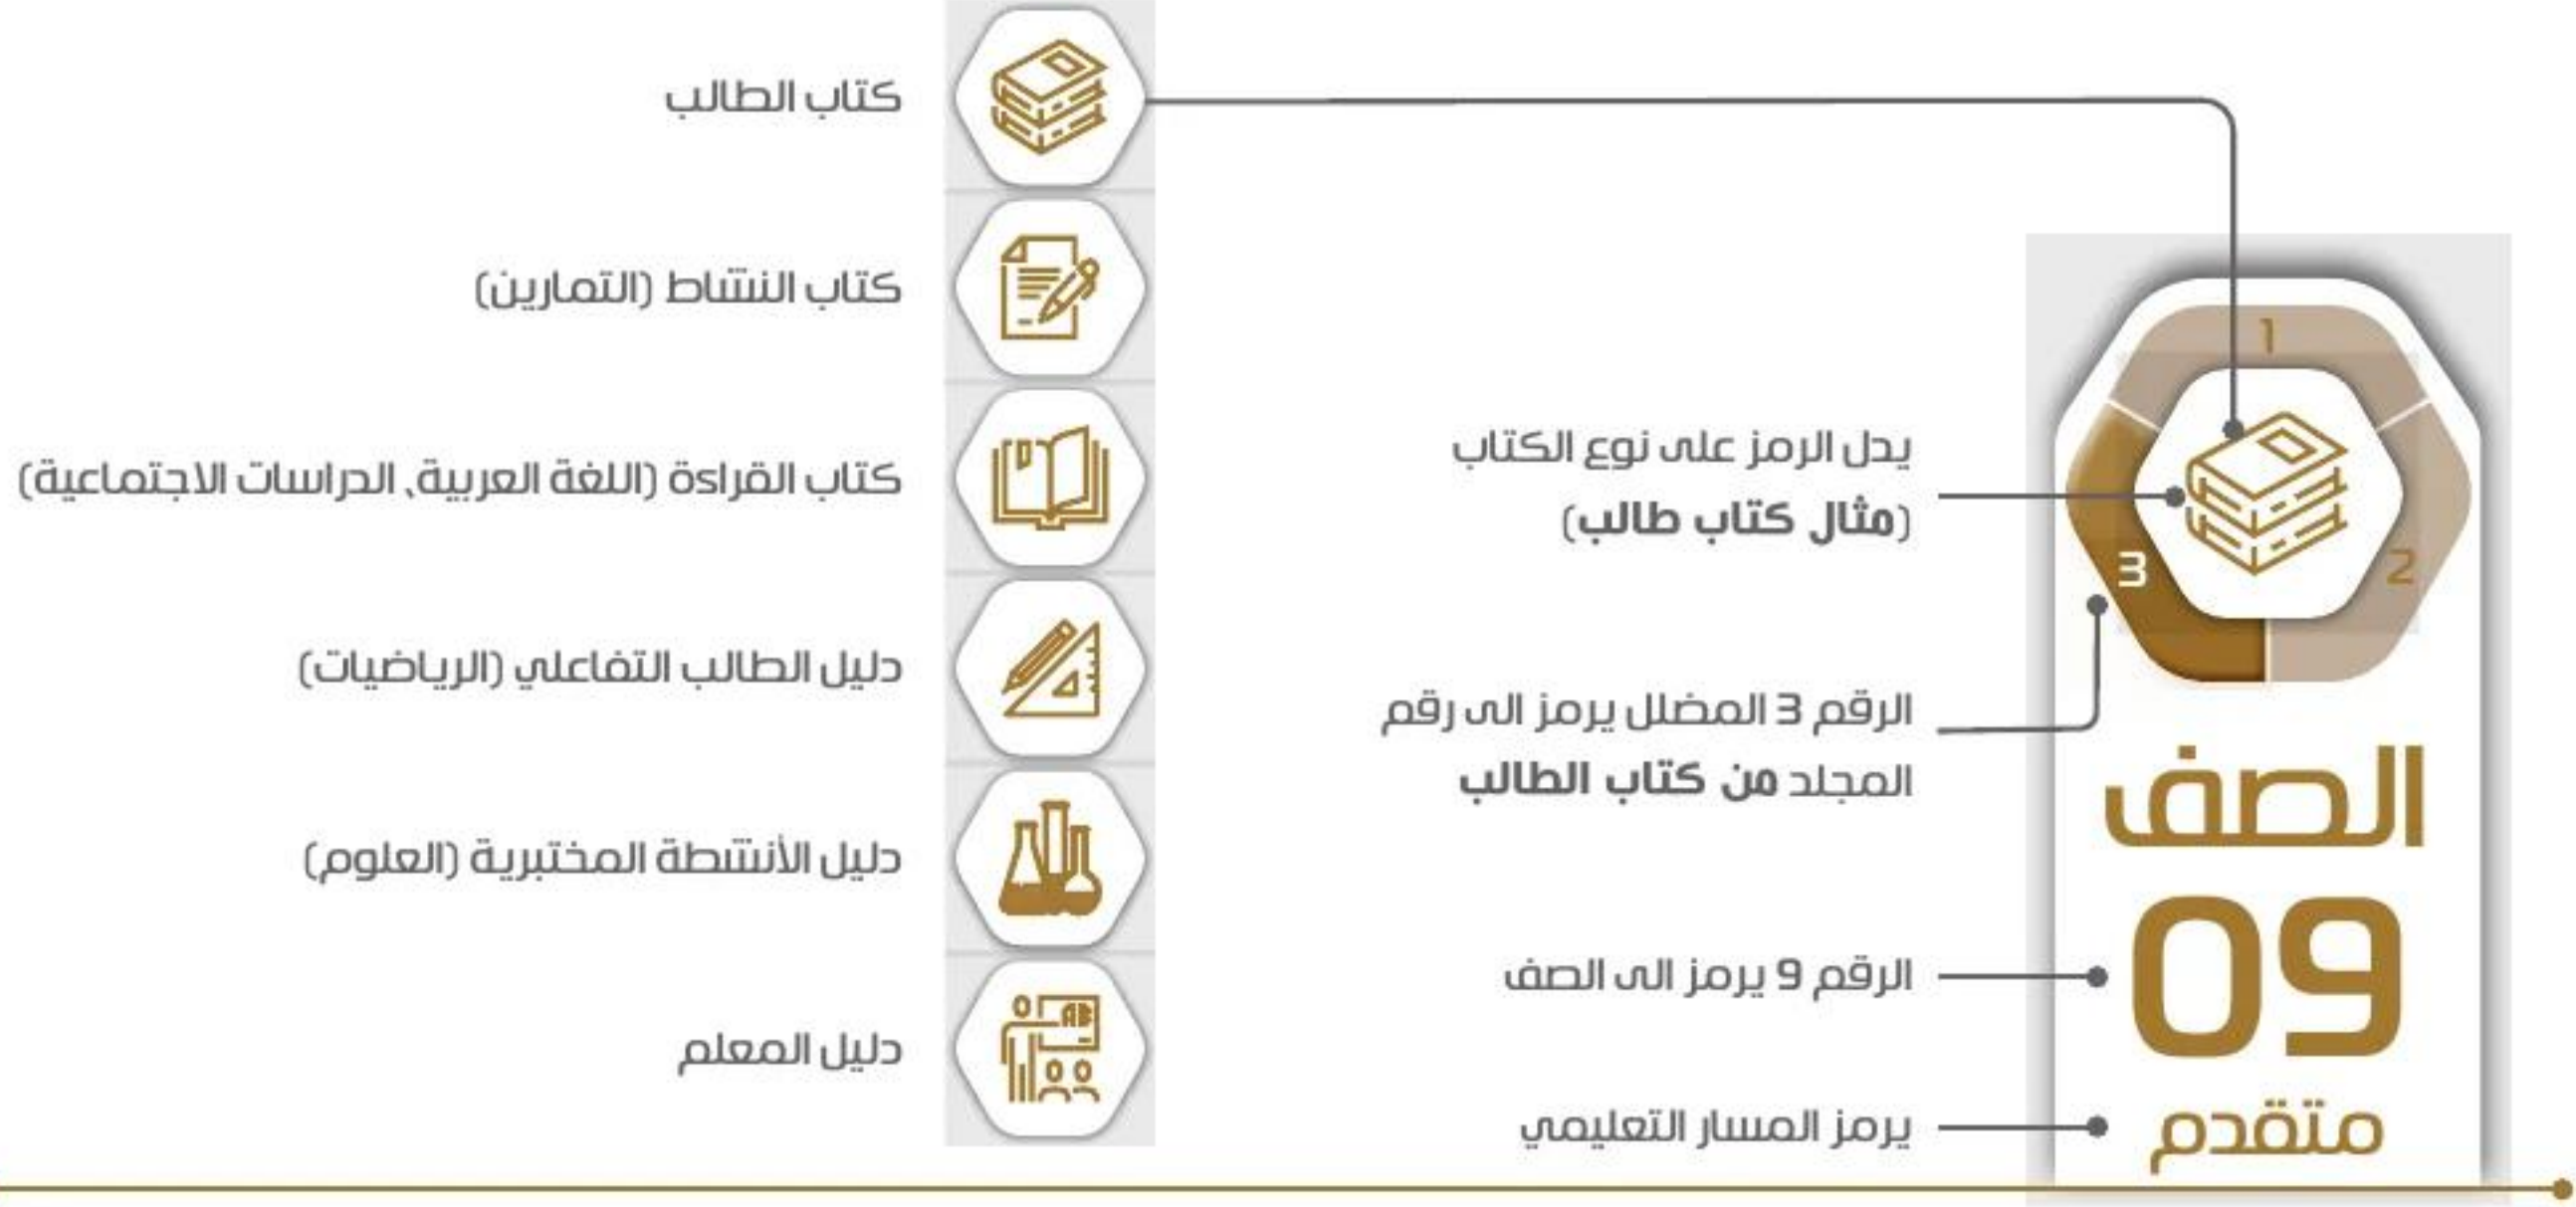 1
2
3
الصف
09
متقدم
يدل الرمز على نوع الكتاب
(مثال كتاب طالب)
الرقم 3 المضلل يرمز الى رقم
المجلد من كتاب الطالب
الرقم 9 يرمز الى الصف
يرمز المسار التعليمي
كتاب الطالب
كتاب النشاط (التمارين)
كتاب القراءة (اللغة العربية، الدراسات الاجتماعية)
دليل الطالب التفاعلي (الرياضيات)
دليل الأنشطة المختبرية (العلوم)
دليل المعلم
AB